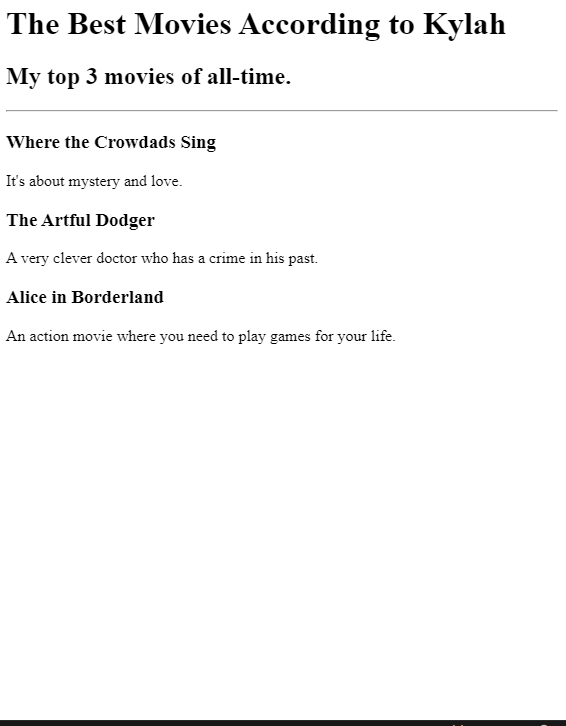 The Best Movies According to Kylah
My top 3 movies of all-time.
Where the Crowdads Sing
It's about mystery and love.
The Artful Dodger
A very clever doctor who has a crime in his past.
Alice in Borderland
An action movie where you need to play games for your life.